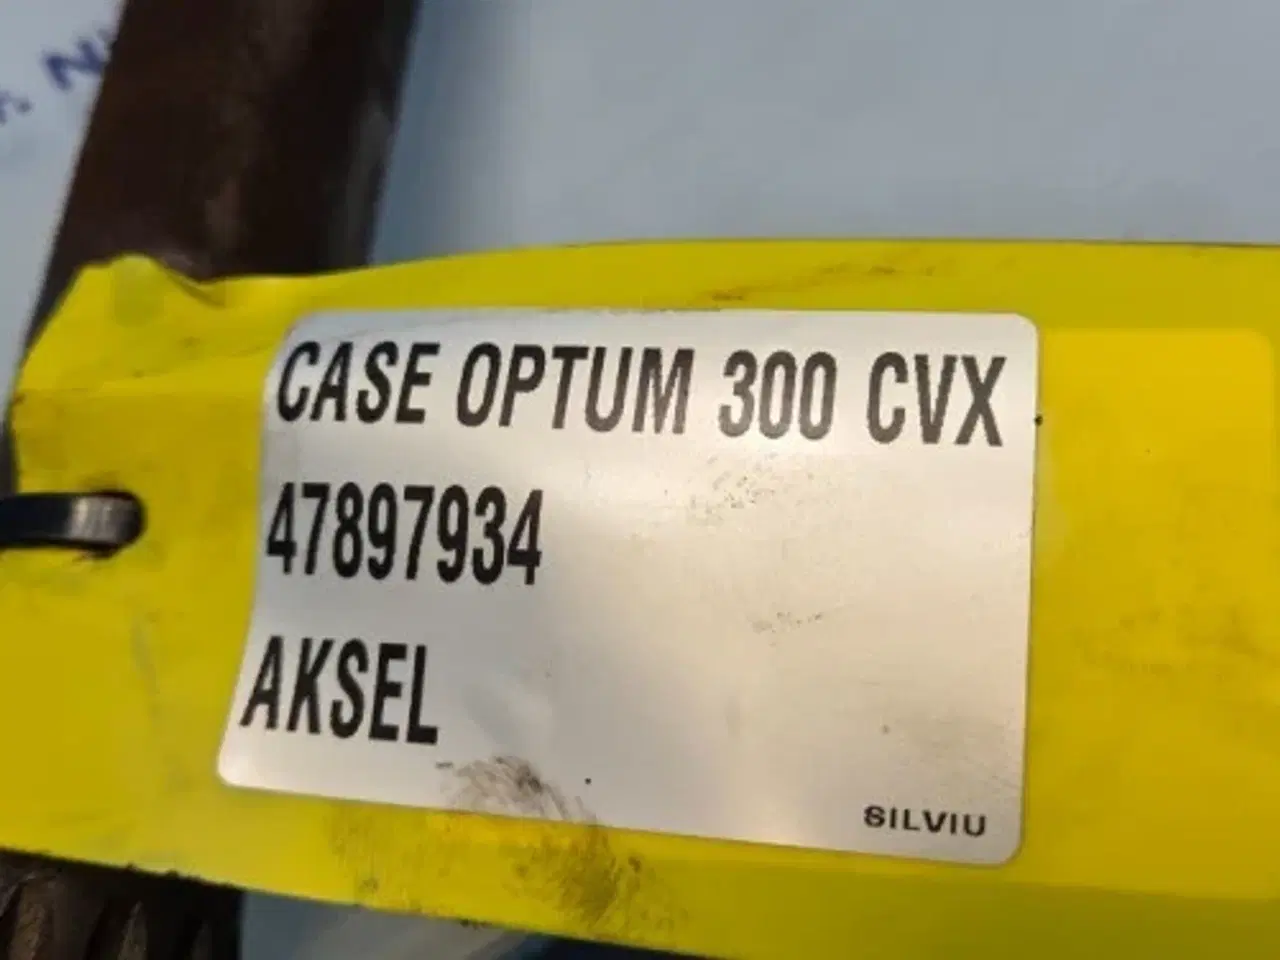 CASE OPTUM 300 CVX
47897934
AKSEL
SILVIU